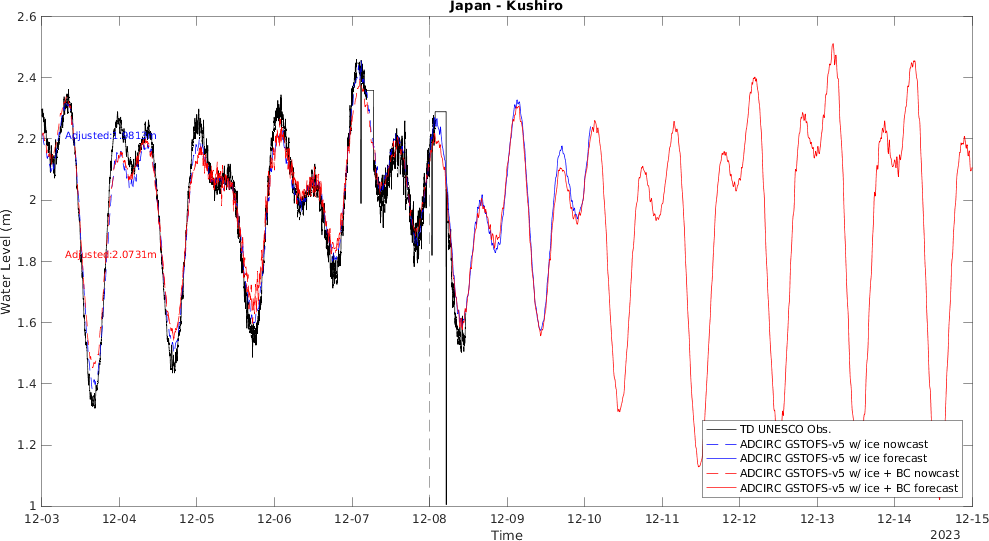 Japan - Kushiro
2.6
2.4
2.2
2
1.8
1.6
1.4
1.2
1
Water Level (m)
Adjusted:2.0731m
12-03
12-04
12-05
12-06
12-07
12-08
12-09
12-10
12-11
12-12
12-13
12-14
12-15
Time
2023
TD UNESCO Obs.
ADCIRC GSTOFS-v5 w/ ice nowcast
ADCIRC GSTOFS-v5 w/ ice forecast
ADCIRC GSTOFS-v5 w/ ice + BC nowcast
ADCIRC GSTOFS-v5 w/ ice + BC forecast